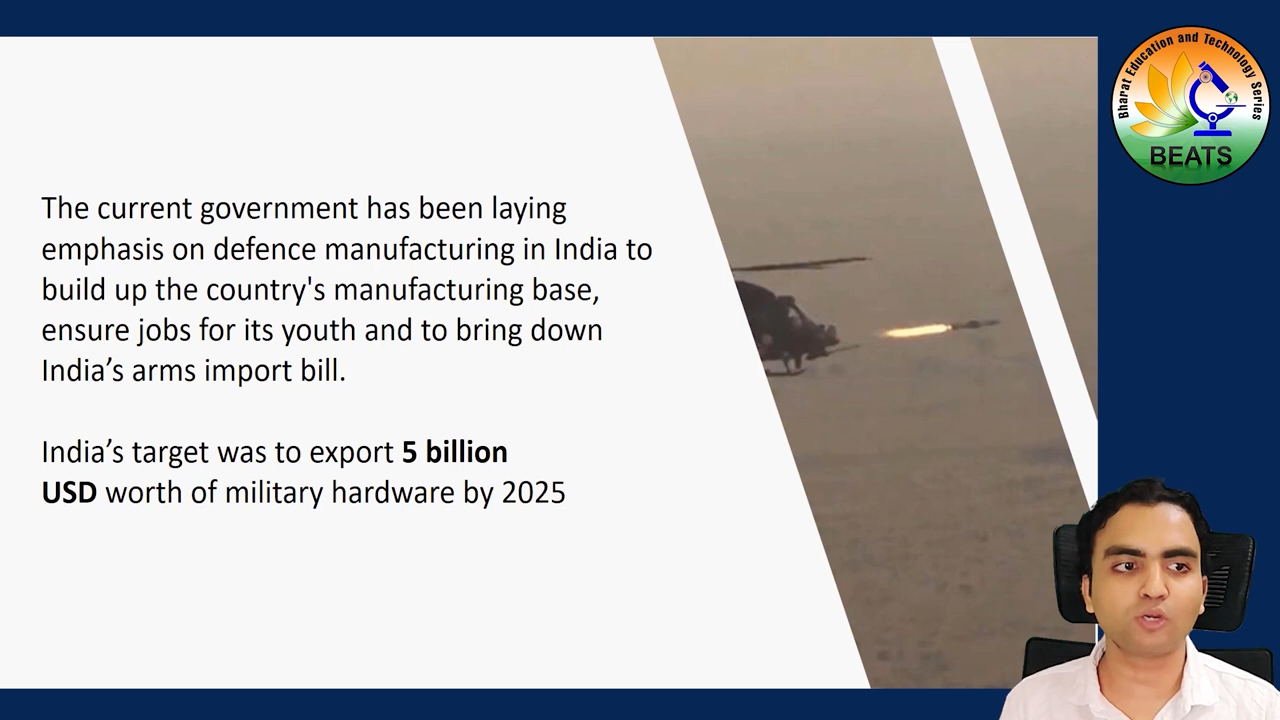 The current government has been laying
emphasis on defence manufacturing in India to
build up the country's manufacturing base,
ensure jobs for its youth and to bring down
India’s arms import bill.
India’s target was to export 5 billion
USD worth of military hardware by 2025
Bharat Education and Technology Series
BEATS